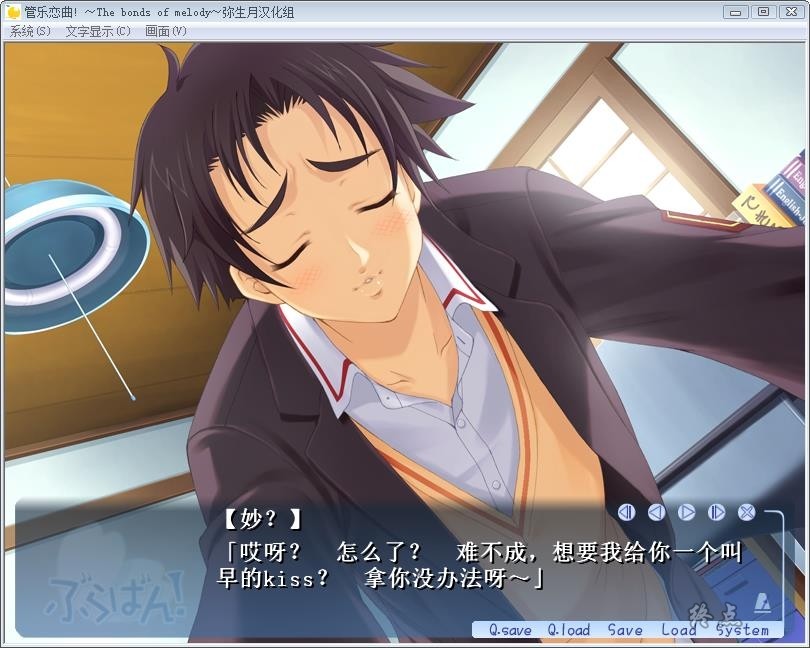 管乐恋曲! ～The bonds of melody～弥生月汉化组
系统(S) 文字显示(C) 画面(V)
English
【妙？】
「哎呀？　怎么了？　难不成，想要我给你一个叫
早的kiss？　拿你没办法呀～」
ぶらばん!
终点
Q.save Q.load Save Load System